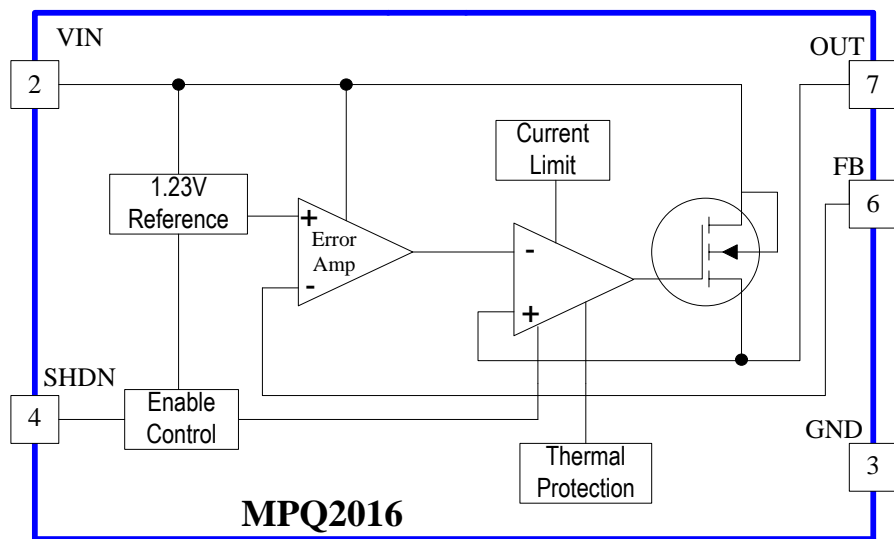 VIN
OUT
2
7
Current
Limit
FB
1.23V
Reference
6
+
Error
Amp
-
-
+
SHDN
4
Enable
Control
GND
3
Thermal
Protection
MPQ2016